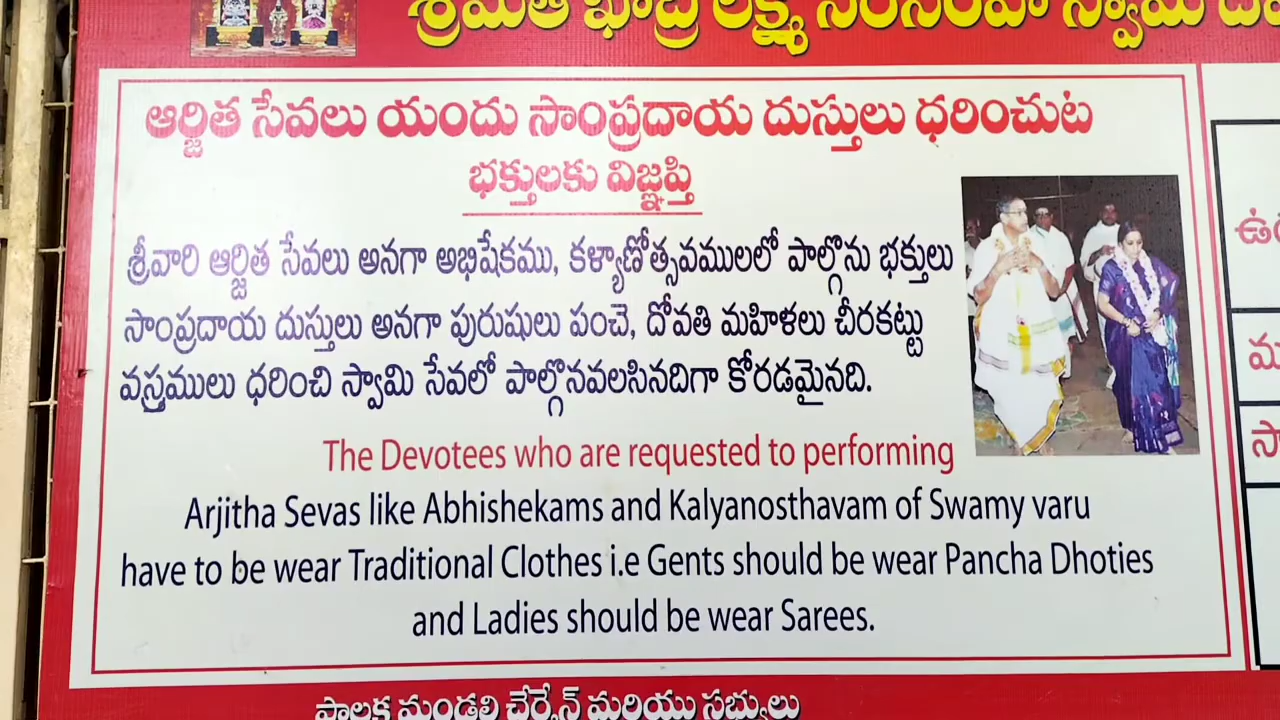 శ్రీమత్ ఖాద్రి లక్ష్మీ నరసింహ స్వామి
ఆర్జిత సేవలు యందు సాంప్రదాయ దుస్తులు ధరించుట
భక్తులకు విజ్ఞప్తి
శ్రీవారి ఆర్జిత సేవలు అనగా అభిషేకము, కళ్యాణోత్సవములలో పాల్గొను భక్తులు
సాంప్రదాయ దుస్తులు అనగా పురుషులు పంచె, దోవతి మహిళలు చీరకట్టు
వస్త్రములు ధరించి స్వామి సేవలో పాల్గొనవలసినదిగా కోరడమైనది.
The Devotees who are requested to performing
Arjitha Sevas like Abhishekams and Kalyanosthavam of Swamy varu
have to be wear Traditional Clothes i.e Gents should be wear Pancha Dhoties
and Ladies should be wear Sarees.
పాలక మండలి చైర్మేన్ మరియు సభ్యులు